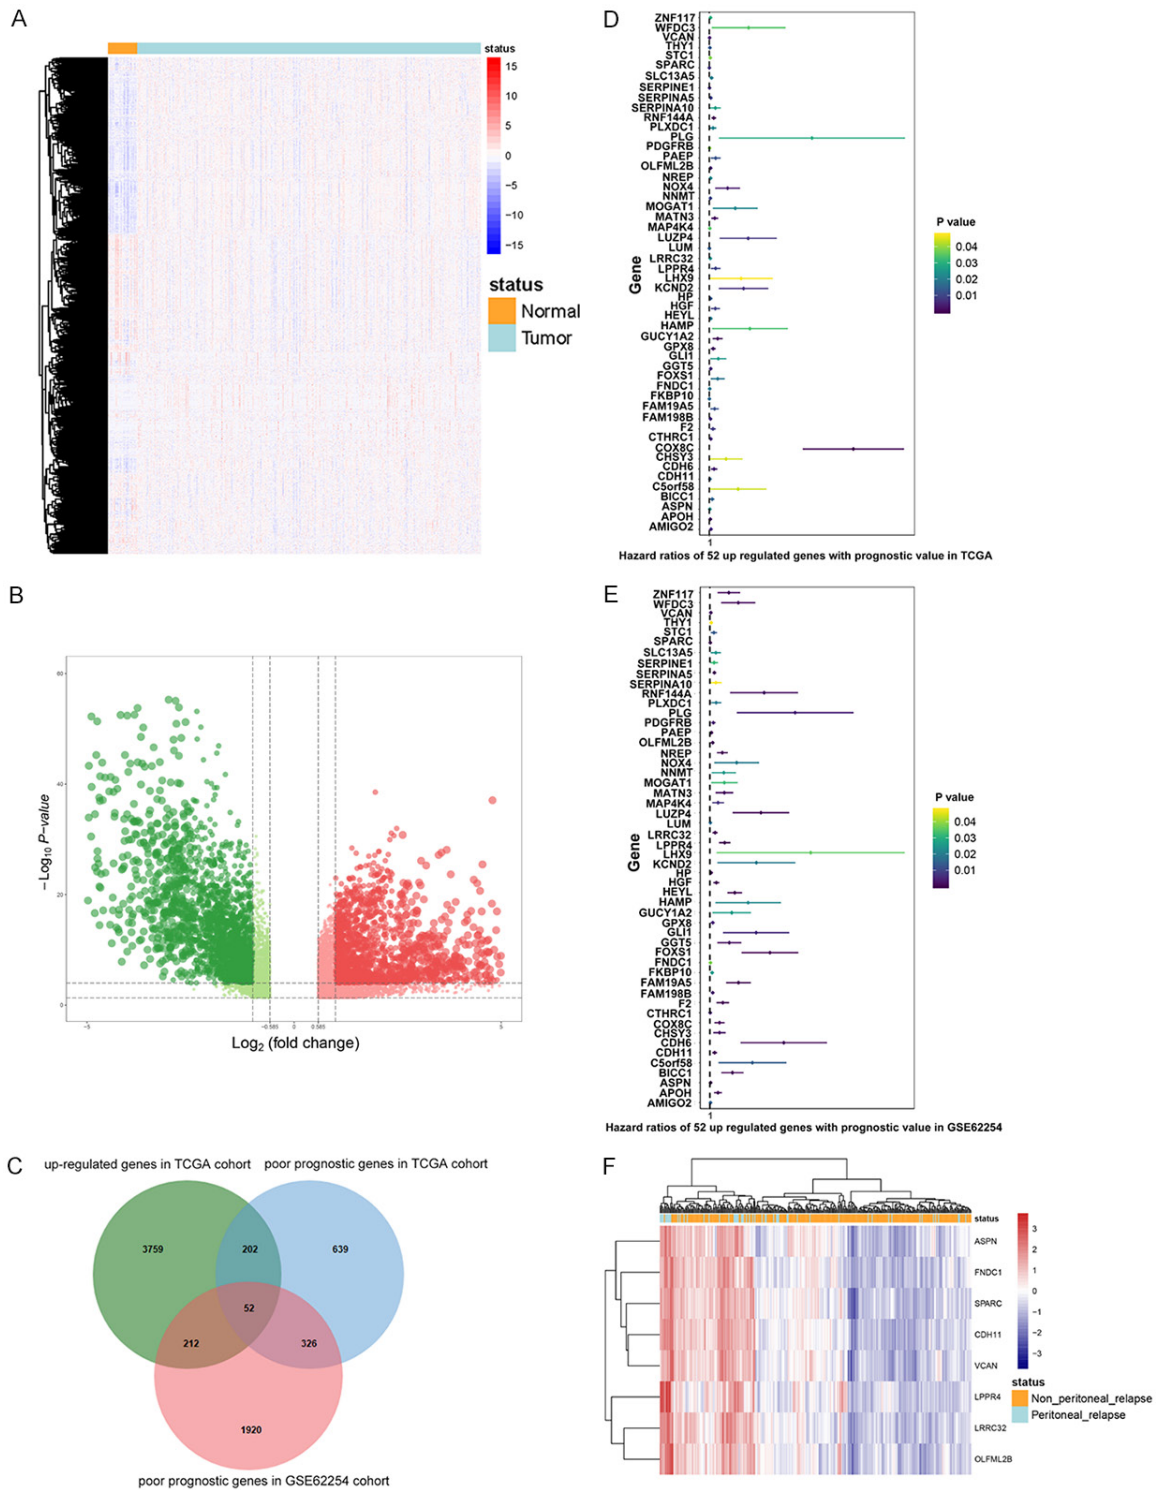 A
status
15
10
5
0
−5
−10
−15
status
Normal
Tumor
B
60
40
20
0
−Log10 P−value
−5
−0.585
0
0.585
5
Log2 (fold change)
C
up-regulated genes in TCGA cohort
poor prognostic genes in TCGA cohort
3759
202
639
52
212
326
1920
poor prognostic genes in GSE62254 cohort
D
ZNF117
WFDC3
VCAN
THY1
STC1
SPARC
SLC13A5
SERPINE1
SERPINA5
SERPINA10
RNF144A
PLXDC1
PLG
PDGFRB
PAEP
OLFML2B
NREP
NOX4
NNMT
MOGAT1
MATN3
MAP4K4
LUZP4
LUM
LRRC32
LPPR4
LHX9
KCND2
HP
HGF
HEYL
HAMP
GUCY1A2
GPX8
GLI1
GGT5
FOXS1
FNDC1
FKBP10
FAM19A5
FAM198B
F2
CTHRC1
COX8C
CHSY3
CDH6
CDH11
C5orf58
BICC1
ASPN
APOH
AMIGO2
Gene
1
P value
0.04
0.03
0.02
0.01
Hazard ratios of 52 up regulated genes with prognostic value in TCGA
E
ZNF117
WFDC3
VCAN
THY1
STC1
SPARC
SLC13A5
SERPINE1
SERPINA5
SERPINA10
RNF144A
PLXDC1
PLG
PDGFRB
PAEP
OLFML2B
NREP
NOX4
NNMT
MOGAT1
MATN3
MAP4K4
LUZP4
LUM
LRRC32
LPPR4
LHX9
KCND2
HP
HGF
HEYL
HAMP
GUCY1A2
GPX8
GLI1
GGT5
FOXS1
FNDC1
FKBP10
FAM19A5
FAM198B
F2
CTHRC1
COX8C
CHSY3
CDH6
CDH11
C5orf58
BICC1
ASPN
APOH
AMIGO2
Gene
1
P value
0.04
0.03
0.02
0.01
Hazard ratios of 52 up regulated genes with prognostic value in GSE62254
F
status
ASPN
FNDC1
SPARC
CDH11
VCAN
LPPR4
LRRC32
OLFML2B
3
2
1
0
−1
−2
−3
status
Non_peritoneal_relapse
Peritoneal_relapse